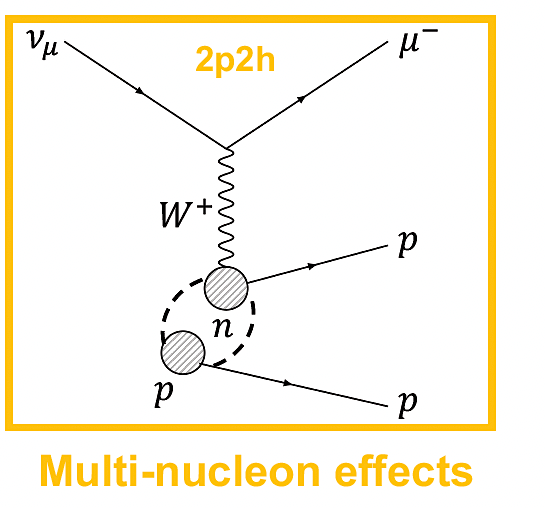 ν_μ
2p2h
μ⁻
W⁺
p
n
p
p
Multi-nucleon effects